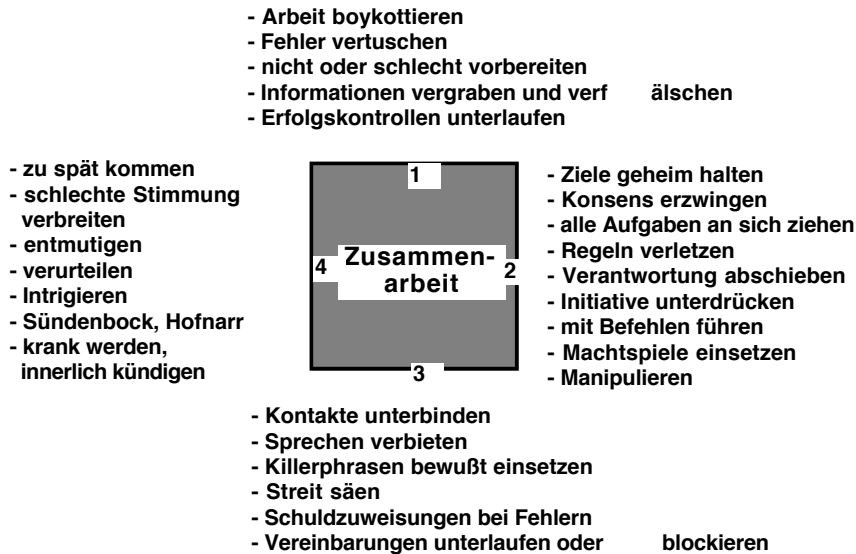 - Arbeit boykottieren
- Fehler vertuschen
- nicht oder schlecht vorbereiten
- Informationen vergraben und verf älschen
- Erfolgskontrollen unterlaufen
- zu spät kommen
- schlechte Stimmung
verbreiten
- entmutigen
- verurteilen
- Intrigieren
- Sündenbock, Hofnarr
- krank werden,
innerlich kündigen
1
4
Zusammen-
arbeit
2
3
- Ziele geheim halten
- Konsens erzwingen
- alle Aufgaben an sich ziehen
- Regeln verletzen
- Verantwortung abschieben
- Initiative unterdrücken
- mit Befehlen führen
- Machtspiele einsetzen
- Manipulieren
- Kontakte unterbinden
- Sprechen verbieten
- Killerphrasen bewußt einsetzen
- Streit säen
- Schuldzuweisungen bei Fehlern
- Vereinbarungen unterlaufen oder blockieren